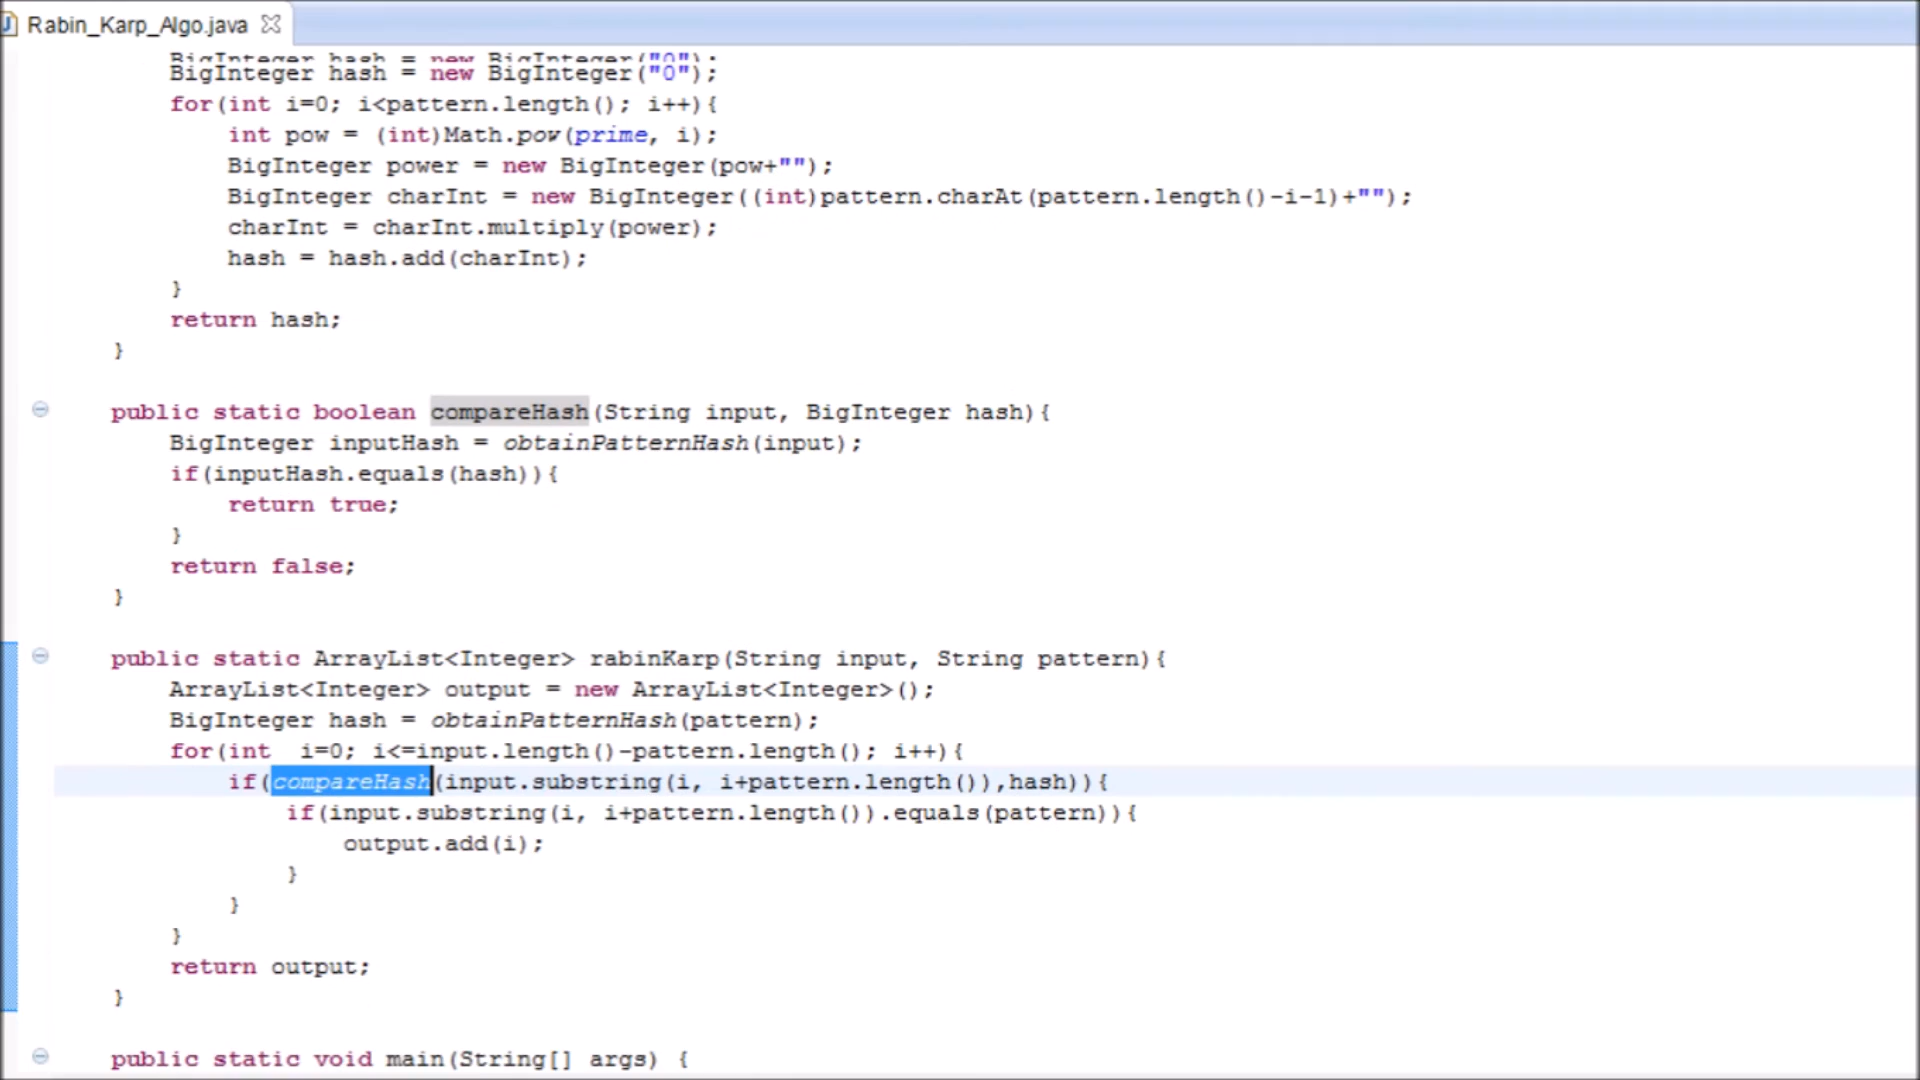 Rabin_Karp_Algo.java
BigInteger hash = new BigInteger("0");
BigInteger hash = new BigInteger("0");
for(int i=0; i<pattern.length(); i++){
int pow = (int)Math.pow(prime, i);
BigInteger power = new BigInteger(pow+"");
BigInteger charInt = new BigInteger((int)pattern.charAt(pattern.length()-i-1)+"");
charInt = charInt.multiply(power);
hash = hash.add(charInt);
}
return hash;
}
public static boolean compareHash(String input, BigInteger hash){
BigInteger inputHash = obtainPatternHash(input);
if(inputHash.equals(hash)){
return true;
}
return false;
}
public static ArrayList<Integer> rabinKarp(String input, String pattern){
ArrayList<Integer> output = new ArrayList<Integer>();
BigInteger hash = obtainPatternHash(pattern);
for(int  i=0; i<=input.length()-pattern.length(); i++){
if(compareHash(input.substring(i, i+pattern.length()),hash)){
if(input.substring(i, i+pattern.length()).equals(pattern)){
output.add(i);
}
}
}
return output;
}
public static void main(String[] args) {